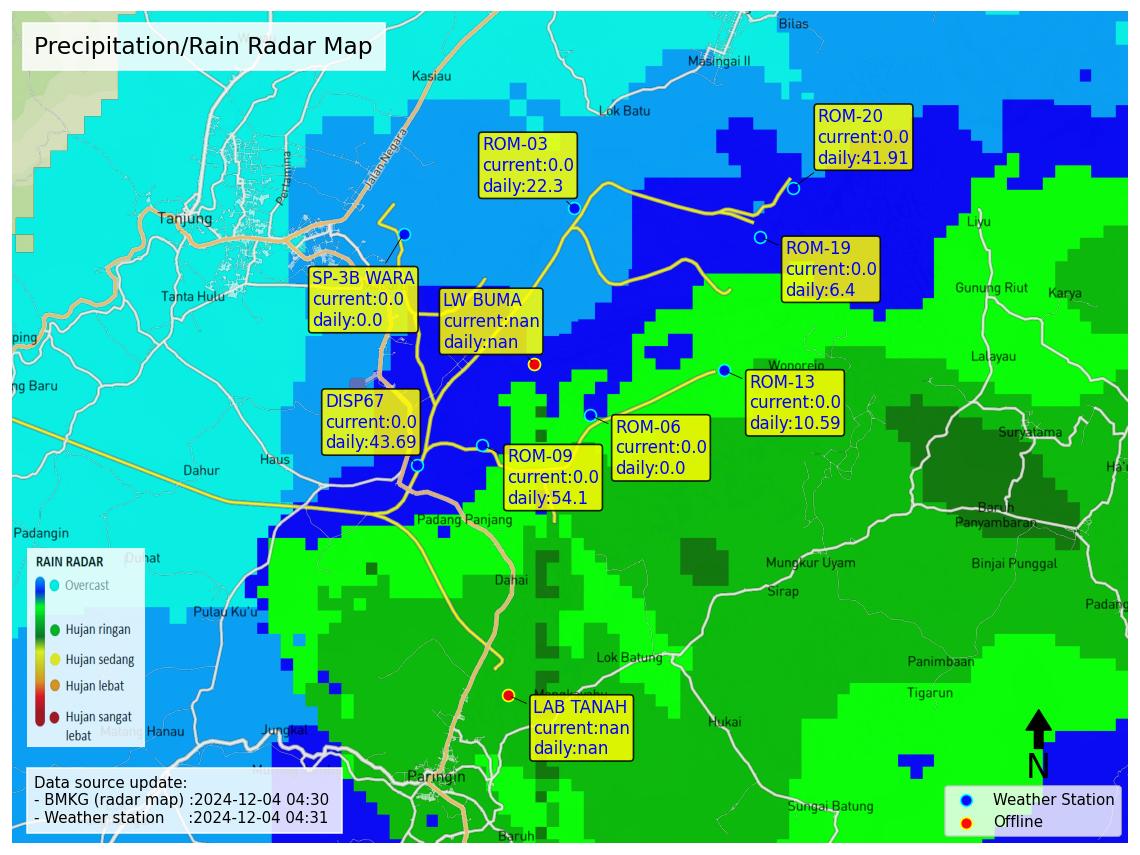 Precipitation/Rain Radar Map
Bilas
Masingai II
Kasiau
Lok Batu
Jalan Negara
Pertamina
Tanjung
Tanta Hulu
ROM-03
current:0.0
daily:22.3
ROM-20
current:0.0
daily:41.91
Liyu
ROM-19
current:0.0
daily:6.4
SP-3B WARA
current:0.0
daily:0.0
LW BUMA
current:nan
daily:nan
Gunung Riut
Karya
ping
Lalayau
Wonorejo
ng Baru
ROM-13
current:0.0
daily:10.59
DISP67
current:0.0
daily:43.69
ROM-06
current:0.0
daily:0.0
Suryatama
ROM-09
current:0.0
daily:54.1
Haus
Dahur
Ha'u
Baruh
Panyambaran
Padang Panjang
Padangin
Duhat
Mungkur Uyam
Binjai Punggal
Dahai
Sirap
Padang
Pulau Ku'u
RAIN RADAR
Overcast
Hujan ringan
Hujan sedang
Hujan lebat
Hujan sangat
lebat
Lok Batung
Panimbaan
Tigarun
LAB TANAH
current:nan
daily:nan
Hukai
Manau
Jungkal
Paringin
Sungai Batung
Baruh
N
Data source update:
- BMKG (radar map) :2024-12-04 04:30
- Weather station :2024-12-04 04:31
Weather Station
Offline